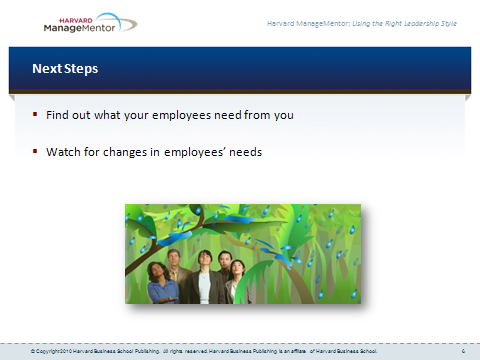 HARVARD
ManageMentor
Harvard ManageMentor: Using the Right Leadership Style
Next Steps
Find out what your employees need from you
Watch for changes in employees’ needs
© Copyright 2010 Harvard Business School Publishing. All rights reserved. Harvard Business Publishing is an affiliate of Harvard Business School.
6